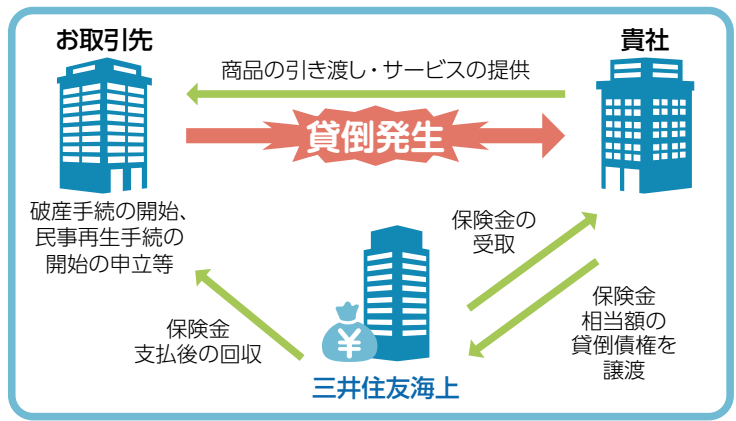 お取引先
貴社
商品の引き渡し・サービスの提供
貸倒発生
破産手続の開始、
民事再生手続の
開始の申立等
保険金の
受取
保険金
相当額の
貸倒債権を
譲渡
保険金
支払後の回収
¥
三井住友海上